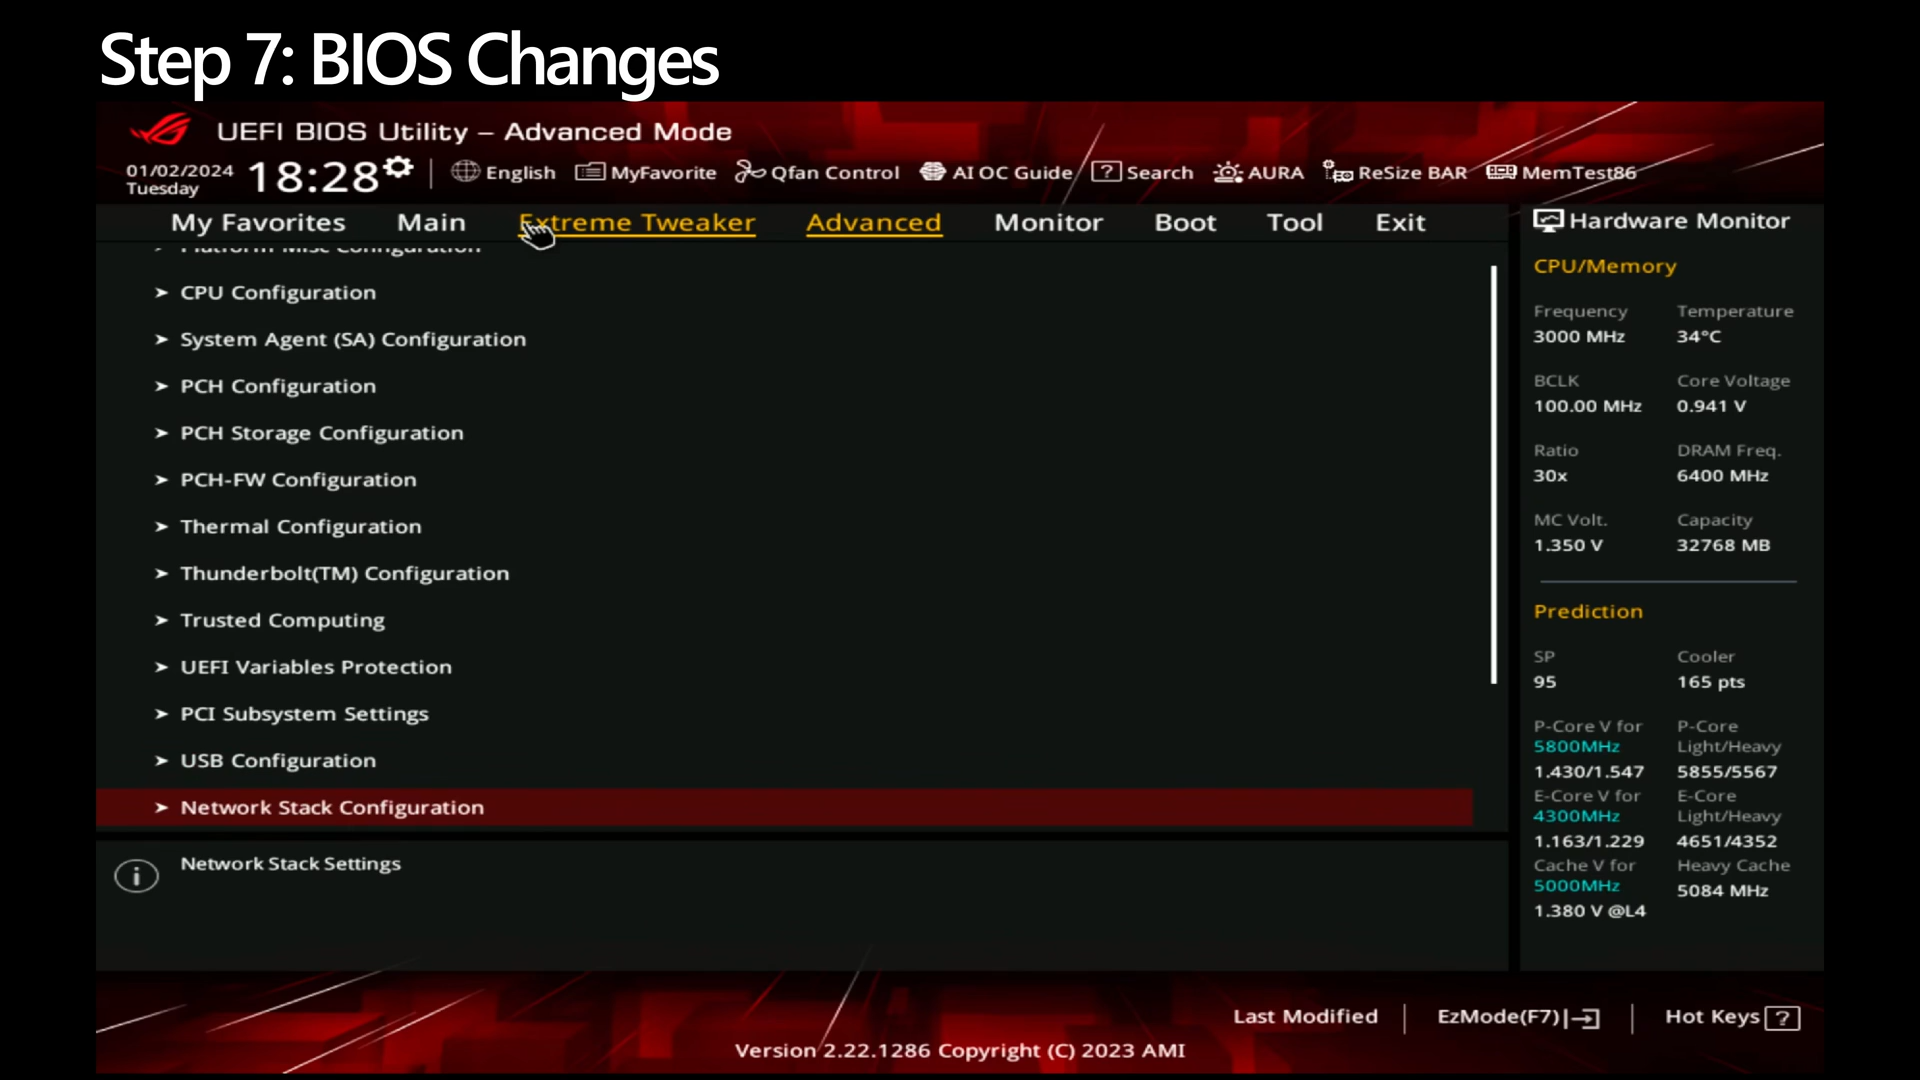 Step 7: BIOS Changes
UEFI BIOS Utility – Advanced Mode
01/02/2024
Tuesday
18:28
English
MyFavorite
Qfan Control
AI OC Guide
? Search
AURA
ReSize BAR
MemTest86
My Favorites
Main
Extreme Tweaker
Advanced
Monitor
Boot
Tool
Exit
Platform Misc Configuration
CPU Configuration
System Agent (SA) Configuration
PCH Configuration
PCH Storage Configuration
PCH-FW Configuration
Thermal Configuration
Thunderbolt(TM) Configuration
Trusted Computing
UEFI Variables Protection
PCI Subsystem Settings
USB Configuration
Network Stack Configuration
i
Network Stack Settings
Hardware Monitor
CPU/Memory
Frequency Temperature
3000 MHz 34°C
BCLK Core Voltage
100.00 MHz 0.941 V
Ratio DRAM Freq.
30x 6400 MHz
MC Volt. Capacity
1.350 V 32768 MB
Prediction
SP Cooler
95 165 pts
P-Core V for P-Core
5800MHz Light/Heavy
1.430/1.547 5855/5567
E-Core V for E-Core
4300MHz Light/Heavy
1.163/1.229 4651/4352
Cache V for Heavy Cache
5000MHz 5084 MHz
1.380 V @L4
Last Modified
EzMode(F7)
Hot Keys ?
Version 2.22.1286 Copyright (C) 2023 AMI